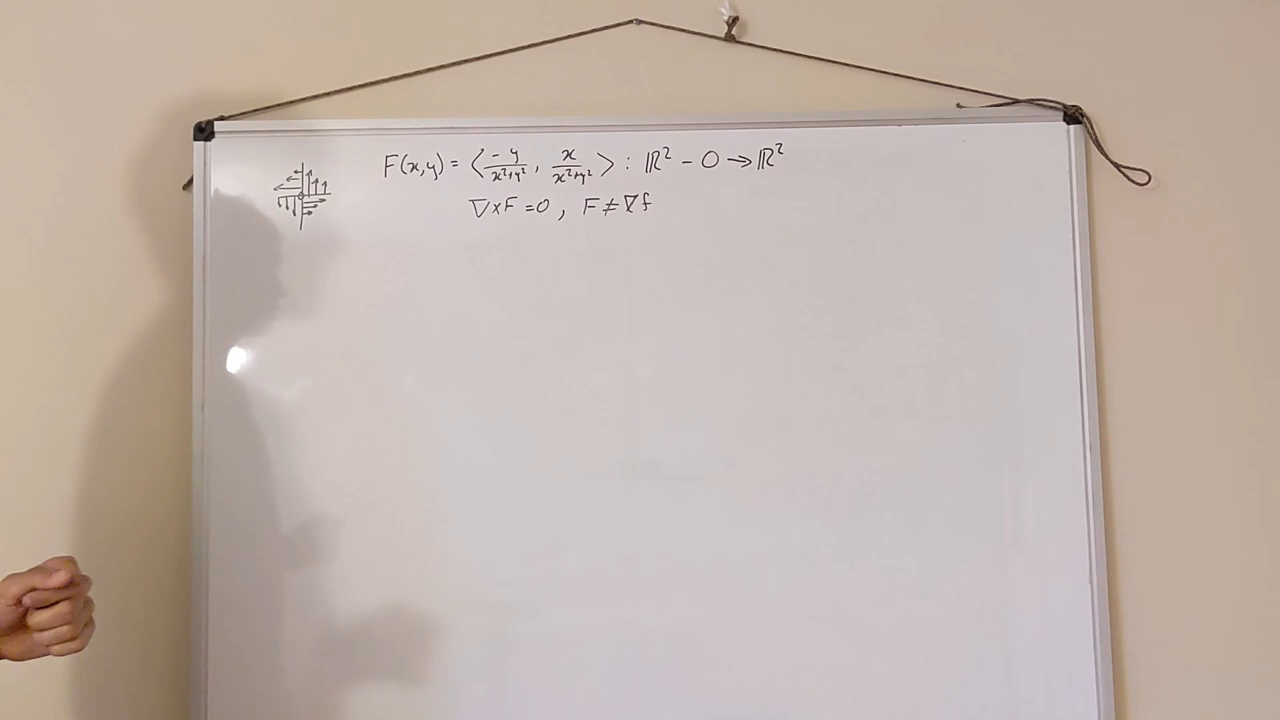 F(x,y) = ⟨ -y/(x²+y²) , x/(x²+y²) ⟩ : ℝ² - 0 → ℝ²
∇×F = 0 , F ≠ ∇f